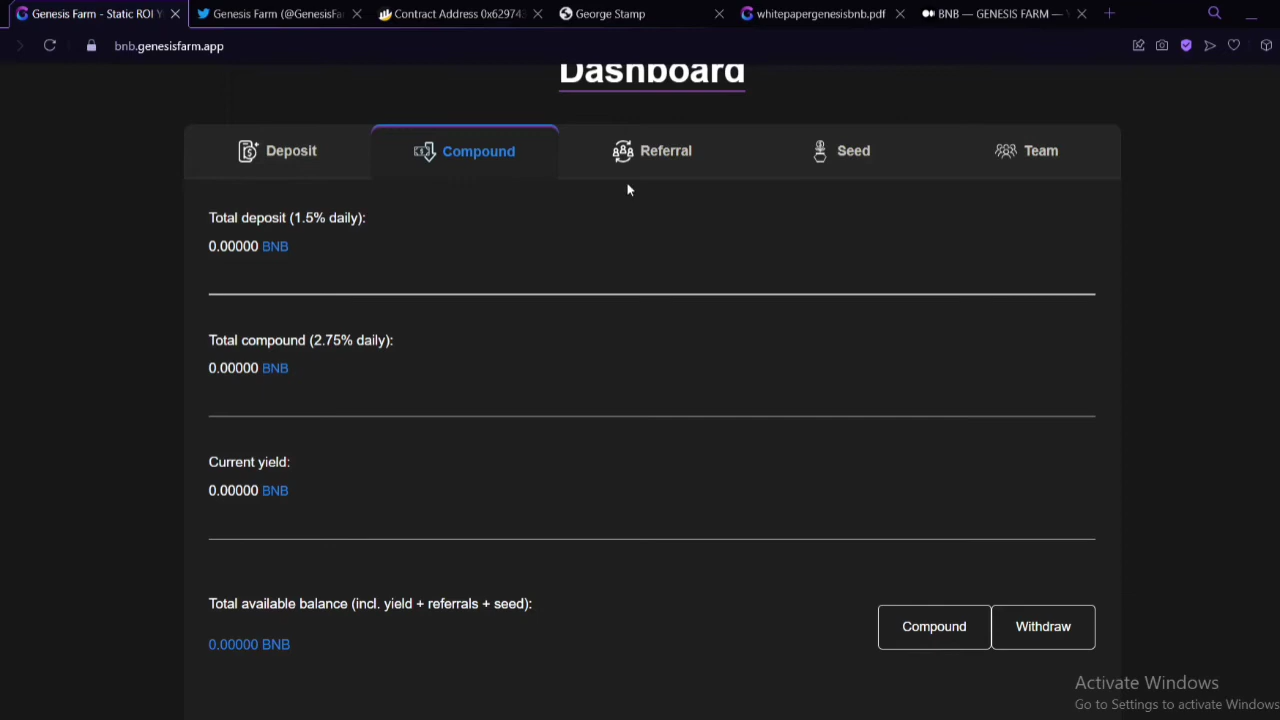 Genesis Farm - Static ROI Y
Genesis Farm (@GenesisFa
Contract Address 0x62974
George Stamp
whitepapergenesisbnb.pdf
BNB — GENESIS FARM —
bnb.genesisfarm.app
Dashboard
Deposit
Compound
Referral
Seed
Team
Total deposit (1.5% daily):
0.00000 BNB
Total compound (2.75% daily):
0.00000 BNB
Current yield:
0.00000 BNB
Total available balance (incl. yield + referrals + seed):
0.00000 BNB
Compound
Withdraw
Activate Windows
Go to Settings to activate Windows